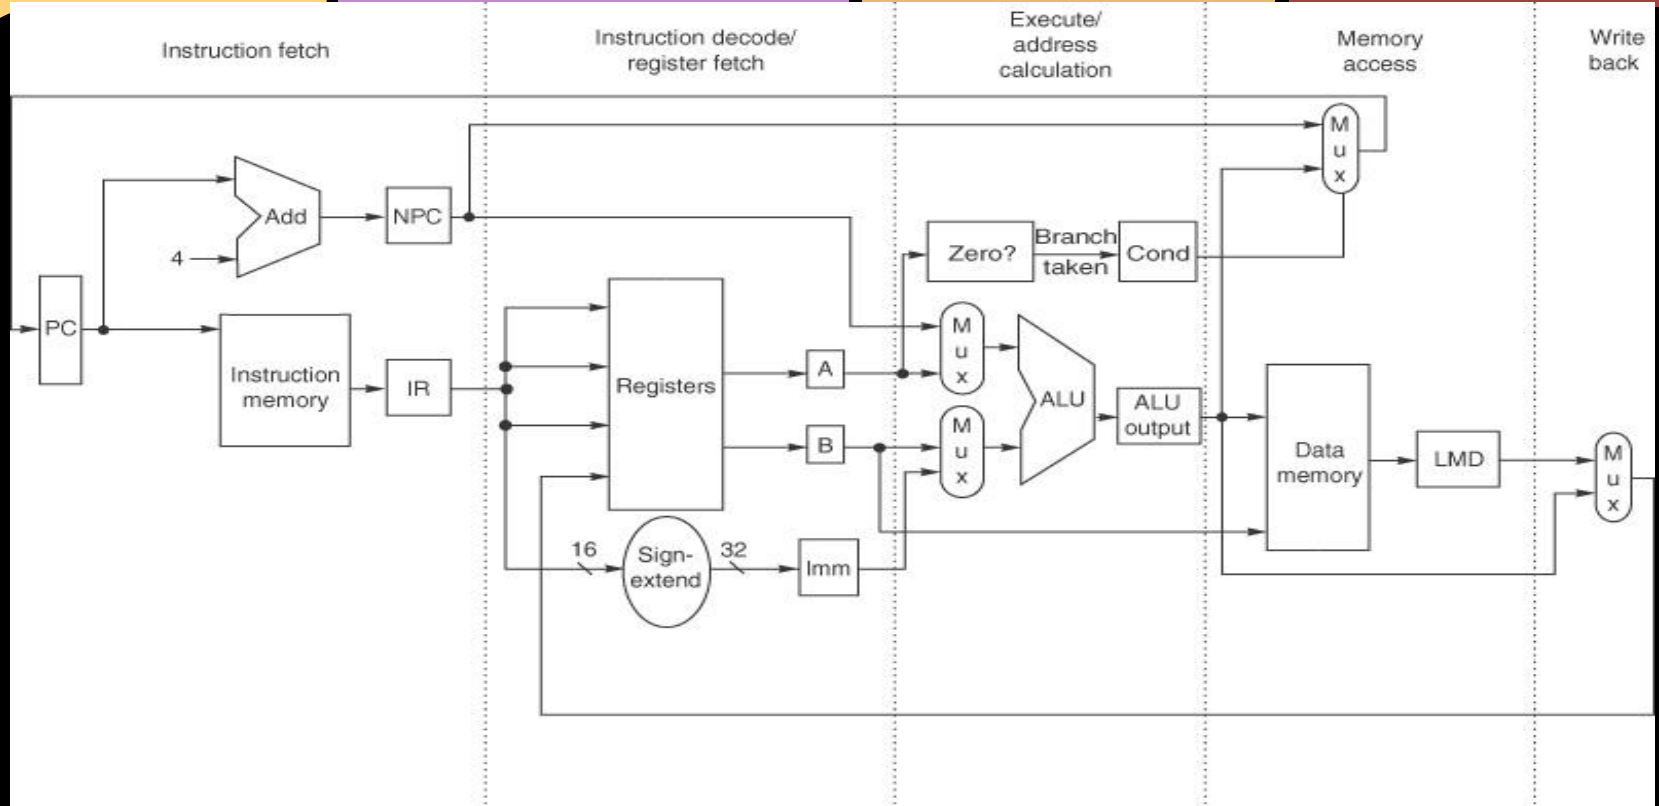 Instruction fetch
Instruction decode/
register fetch
Execute/
address
calculation
Memory
access
Write
back
M
u
x
Add
NPC
4
Zero?
Branch
taken
Cond
PC
Instruction
memory
IR
Registers
A
B
M
u
x
M
u
x
ALU
ALU
output
Data
memory
LMD
M
u
x
16
Sign-
extend
32
Imm